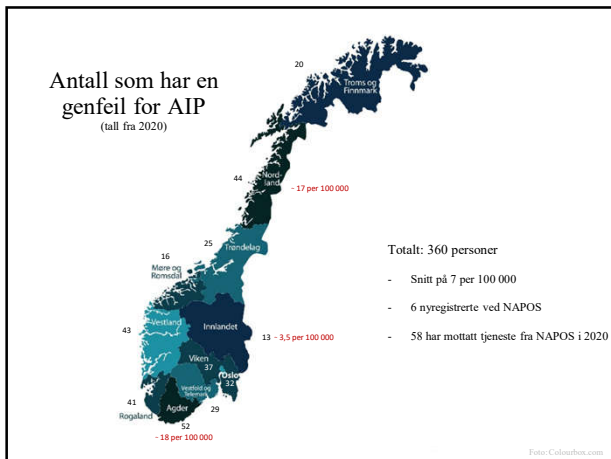 Antall som har en
genfeil for AIP
(tall fra 2020)
20
Troms og
Finnmark
44
Nord-
land
- 17 per 100 000
25
Trøndelag
16
Møre og
Romsdal
43
Vestland
Innlandet
13 - 3,5 per 100 000
Viken
37
Oslo
32
Vestfold og
Telemark
29
41
Rogaland
Agder
52
- 18 per 100 000
Totalt: 360 personer
- Snitt på 7 per 100 000
- 6 nyregistrerte ved NAPOS
- 58 har mottatt tjeneste fra NAPOS i 2020
Foto: Colourbox.com